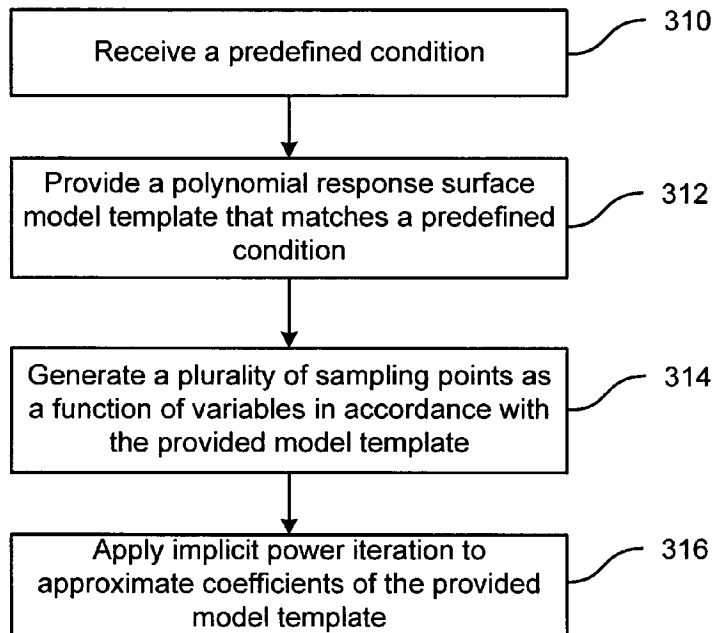 Receive a predefined condition
310
Provide a polynomial response surface
model template that matches a predefined
condition
312
Generate a plurality of sampling points as
a function of variables in accordance with
the provided model template
314
Apply implicit power iteration to
approximate coefficients of the provided
model template
316